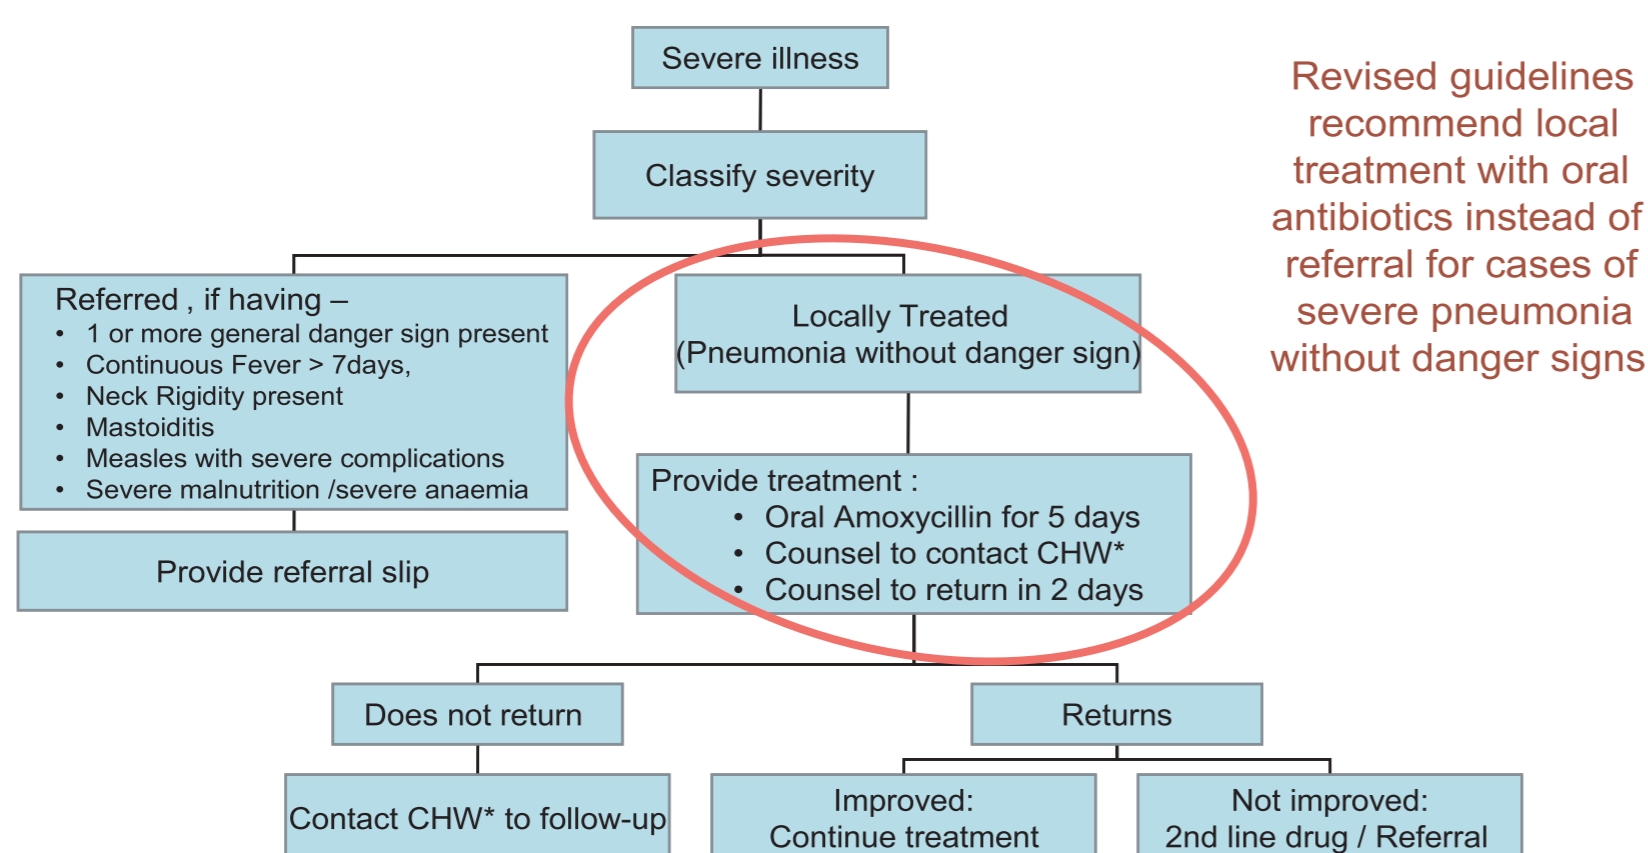 Severe illness
Classify severity
Revised guidelines
recommend local
treatment with oral
antibiotics instead of
referral for cases of
severe pneumonia
without danger signs
Referred , if having –
• 1 or more general danger sign present
• Continuous Fever > 7days,
• Neck Rigidity present
• Mastoiditis
• Measles with severe complications
• Severe malnutrition /severe anaemia
Provide referral slip
Locally Treated
(Pneumonia without danger sign)
Provide treatment :
• Oral Amoxycillin for 5 days
• Counsel to contact CHW*
• Counsel to return in 2 days
Does not return
Contact CHW* to follow-up
Returns
Improved:
Continue treatment
Not improved:
2nd line drug / Referral